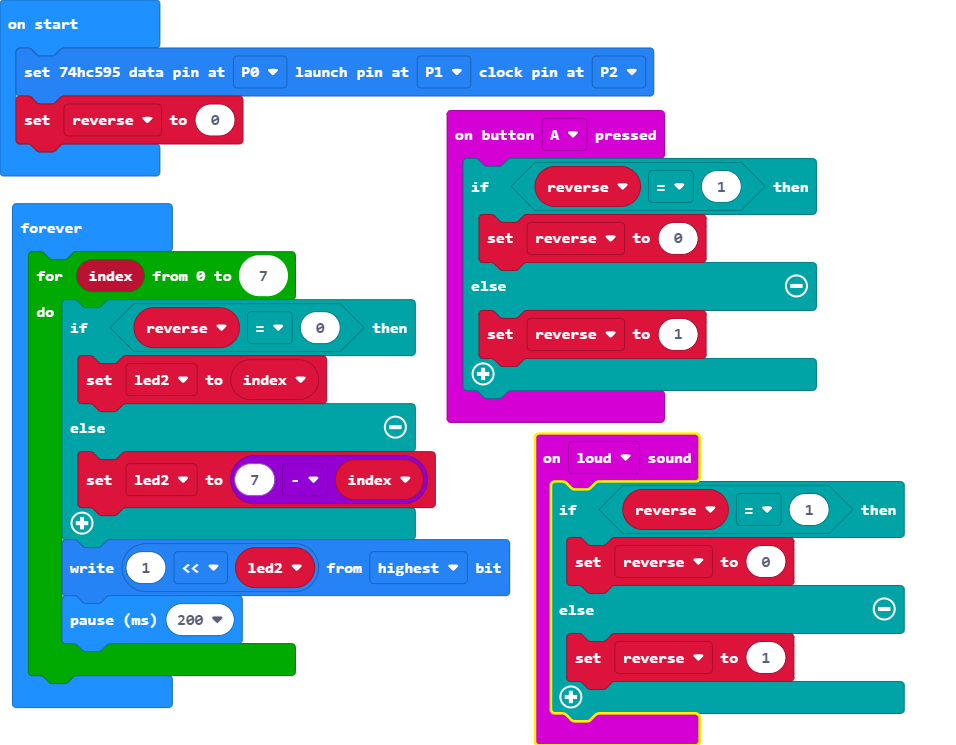 on start
set 74hc595 data pin at P0 launch pin at P1 clock pin at P2
set reverse to 0
forever
for index from 0 to 7
do
if reverse = 0 then
set led2 to index
else
set led2 to 7 - index
write 1 << led2 from highest bit
pause (ms) 200
on button A pressed
if reverse = 1 then
set reverse to 0
else
set reverse to 1
on loud sound
if reverse = 1 then
set reverse to 0
else
set reverse to 1